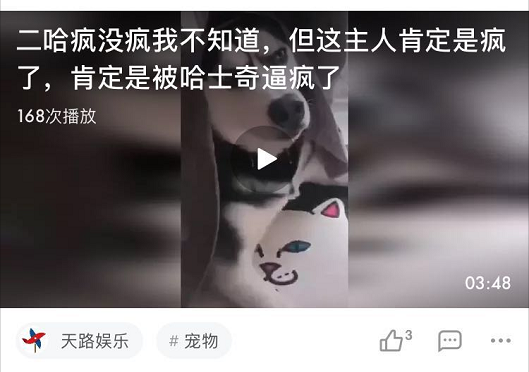 二哈疯没疯我不知道，但这主人肯定是疯
了，肯定是被哈士奇逼疯了
168次播放
03:48
天路娱乐
# 宠物
3